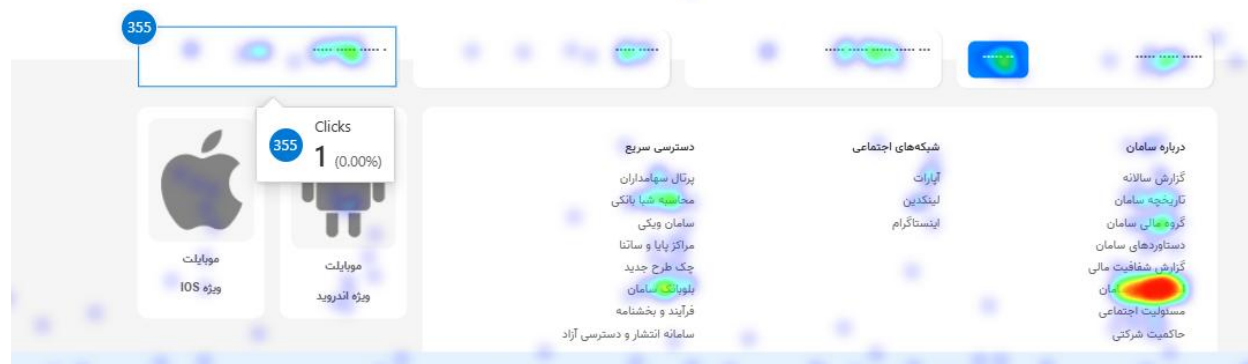 355
355
Clicks
1 (0.00%)
درباره سامان
گزارش سالانه
تاریخچه سامان
گروه مالی سامان
دستاوردهای سامان
گزارش شفافیت مالی
مسئولیت اجتماعی
حاکمیت شرکتی
شبکه‌های اجتماعی
آپارات
لینکدین
اینستاگرام
دسترسی سریع
پرتال سهامداران
محاسبه شبا بانکی
سامان ویکی
مراکز پایا و ساتنا
چک طرح جدید
بلوبانک سامان
فرآیند و بخشنامه
سامانه انتشار و دسترسی آزاد
موبایلت
ویژه اندروید
موبایلت
ویژه IOS